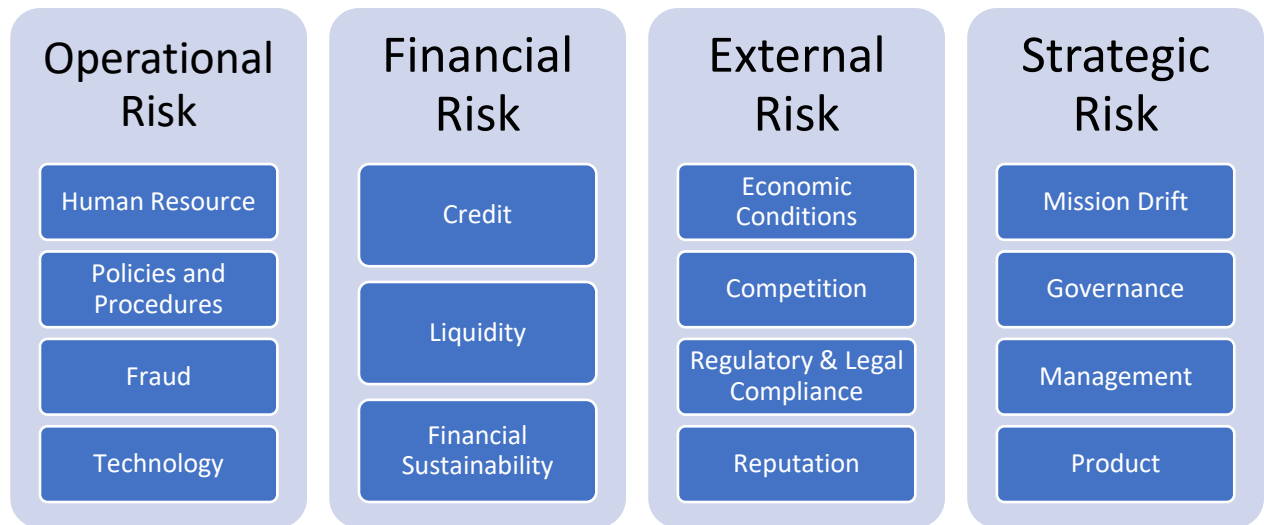 Operational
Risk
Human Resource
Policies and
Procedures
Fraud
Technology
Financial
Risk
Credit
Liquidity
Financial
Sustainability
External
Risk
Economic
Conditions
Competition
Regulatory & Legal
Compliance
Reputation
Strategic
Risk
Mission Drift
Governance
Management
Product